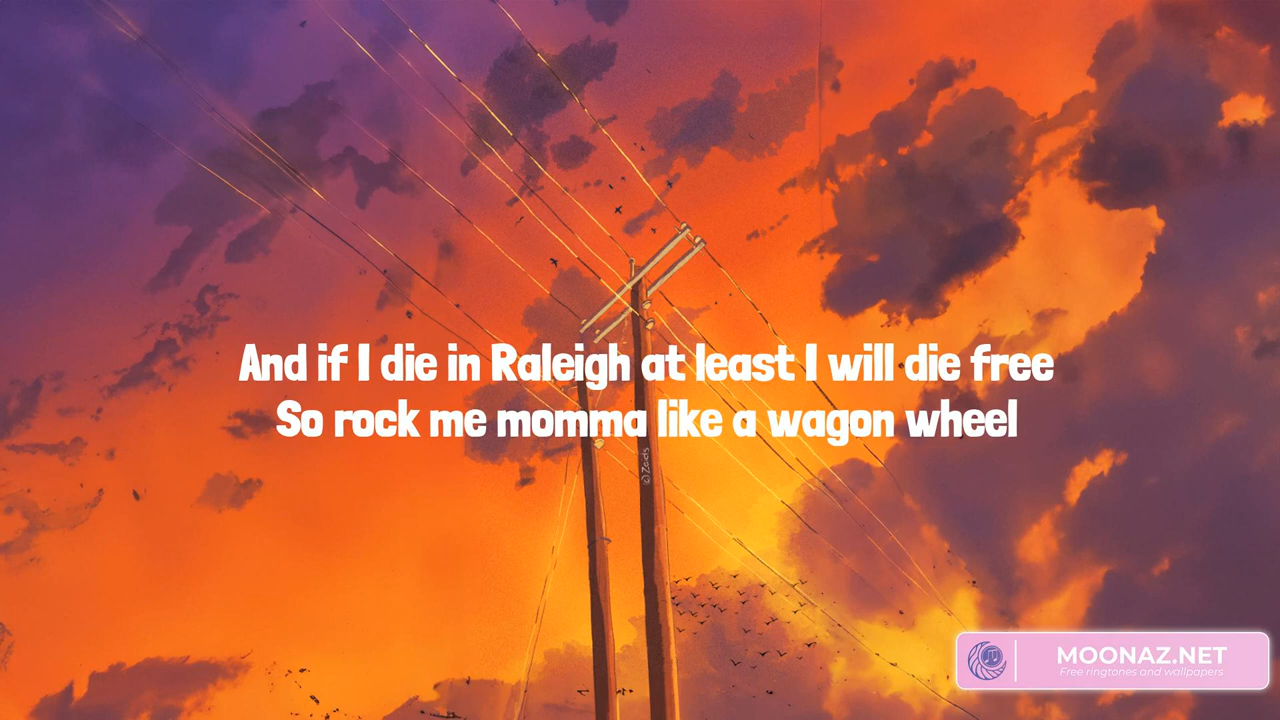 And if I die in Raleigh at least I will die free
So rock me momma like a wagon wheel
© Zaids
MOONAZ.NET
Free ringtones and wallpapers